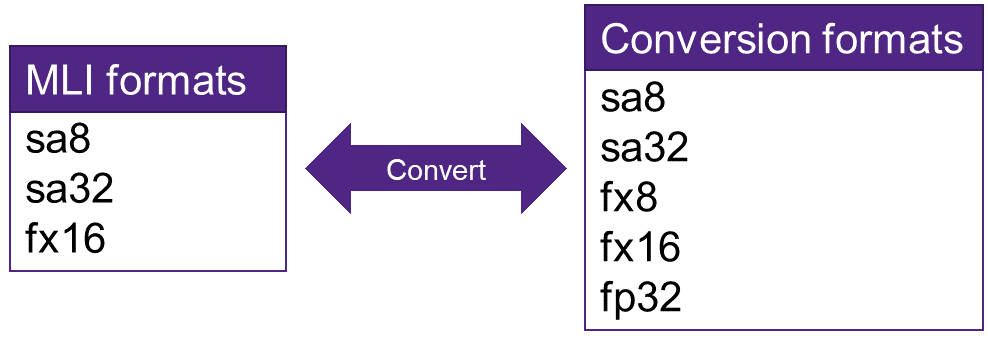 MLI formats
sa8
sa32
fx16
Convert
Conversion formats
sa8
sa32
fx8
fx16
fp32